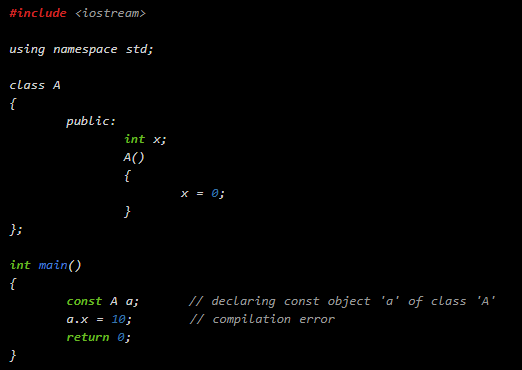 #include <iostream>
using namespace std;
class A
{
public:
int x;
A()
{
x = 0;
}
};
int main()
{
const A a; // declaring const object 'a' of class 'A'
a.x = 10; // compilation error
return 0;
}